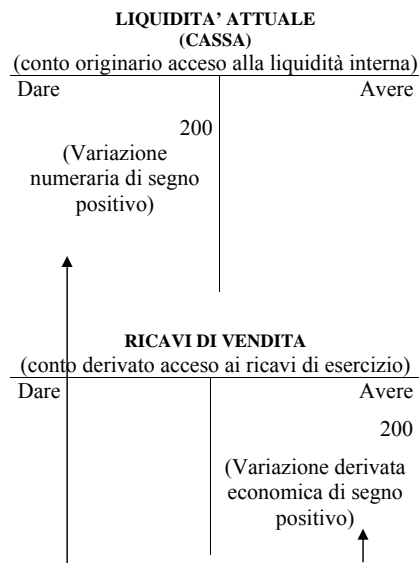 LIQUIDITA’ ATTUALE
(CASSA)
(conto originario acceso alla liquidità interna)
Dare Avere
200
(Variazione
numeraria di segno
positivo)
RICAVI DI VENDITA
(conto derivato acceso ai ricavi di esercizio)
Dare Avere
200
(Variazione derivata
economica di segno
positivo)